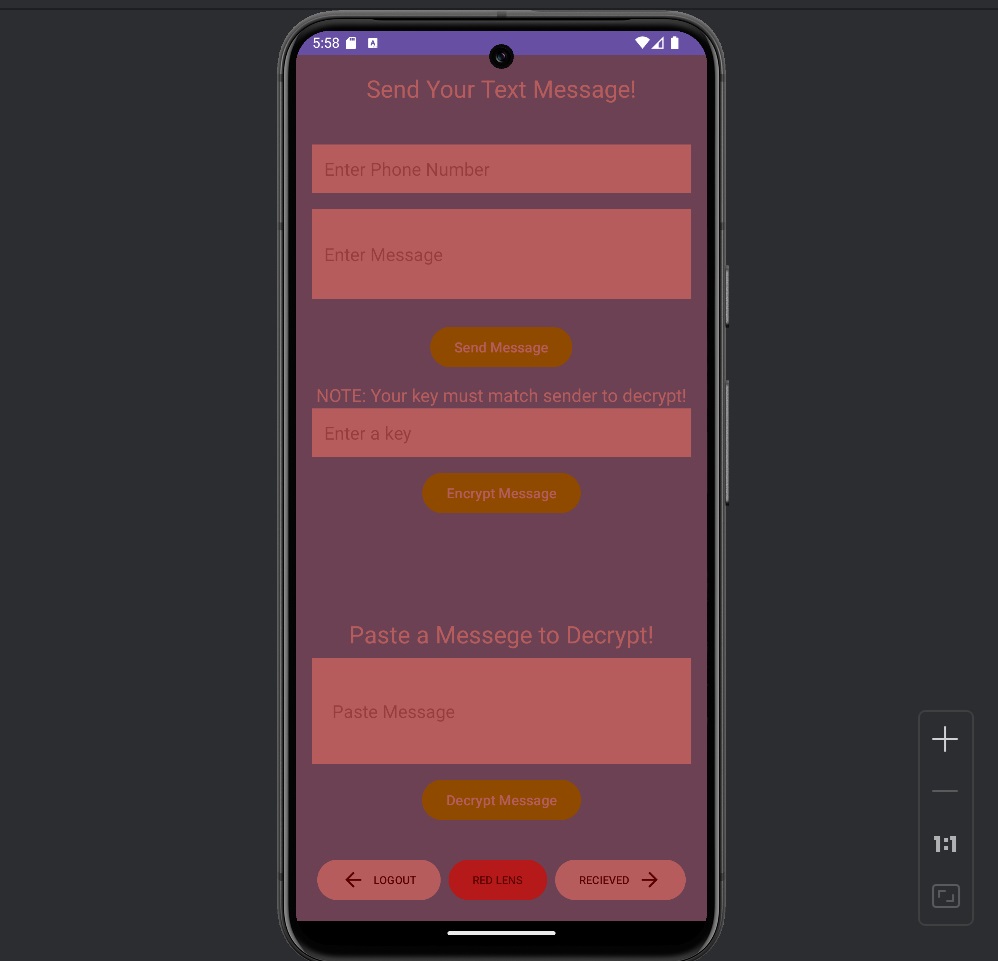 5:58
Send Your Text Message!
Enter Phone Number
Enter Message
Send Message
NOTE: Your key must match sender to decrypt!
Enter a key
Encrypt Message
Paste a Messege to Decrypt!
Paste Message
Decrypt Message
LOGOUT RED LENS RECIEVED
1:1